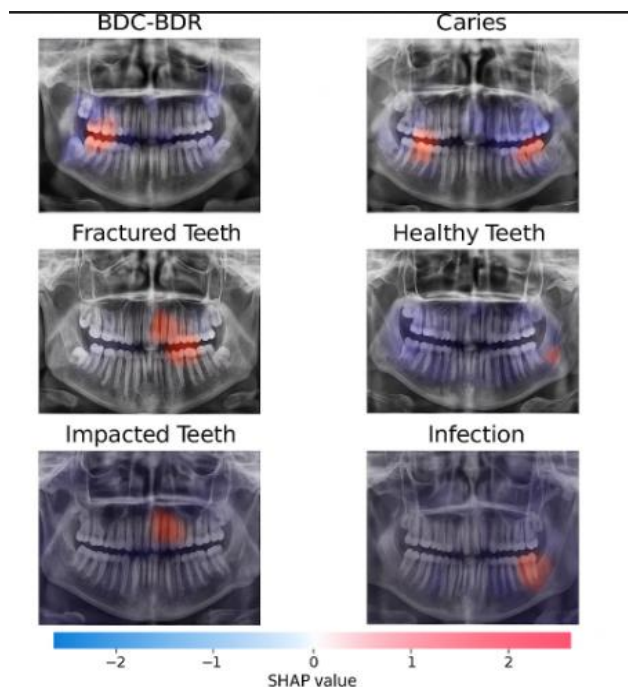 BDC-BDR
Caries
Fractured Teeth
Healthy Teeth
Impacted Teeth
Infection
−2 −1 0 1 2
SHAP value